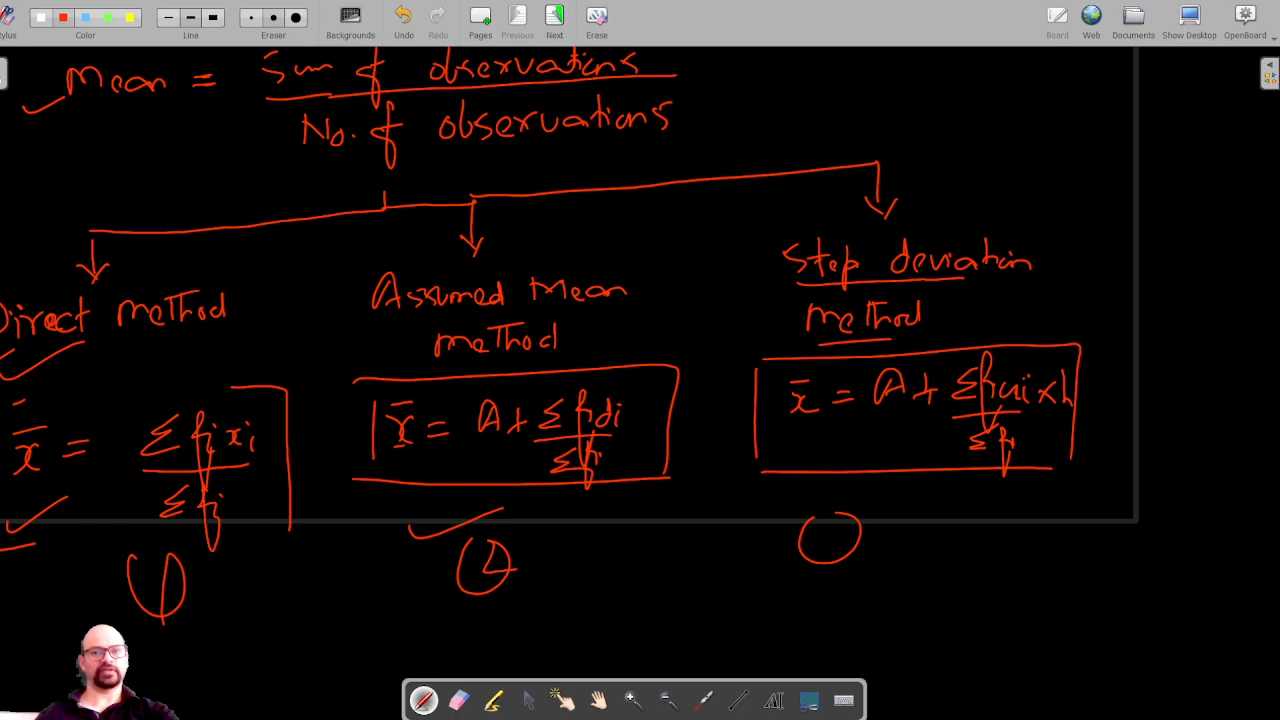 Stylus
Color
Line
Eraser
Backgrounds
Undo
Redo
Pages
Previous
Next
Erase
Board
Web
Documents
Show Desktop
OpenBoard
Mean = Sum of observations
No. of observations
Direct method
Assumed Mean
method
Step deviation
method
x̄ = Σfixi
Σfi
x̄ = A + Σfidi
Σfi
x̄ = A + Σfiui × h
Σfi
1
2